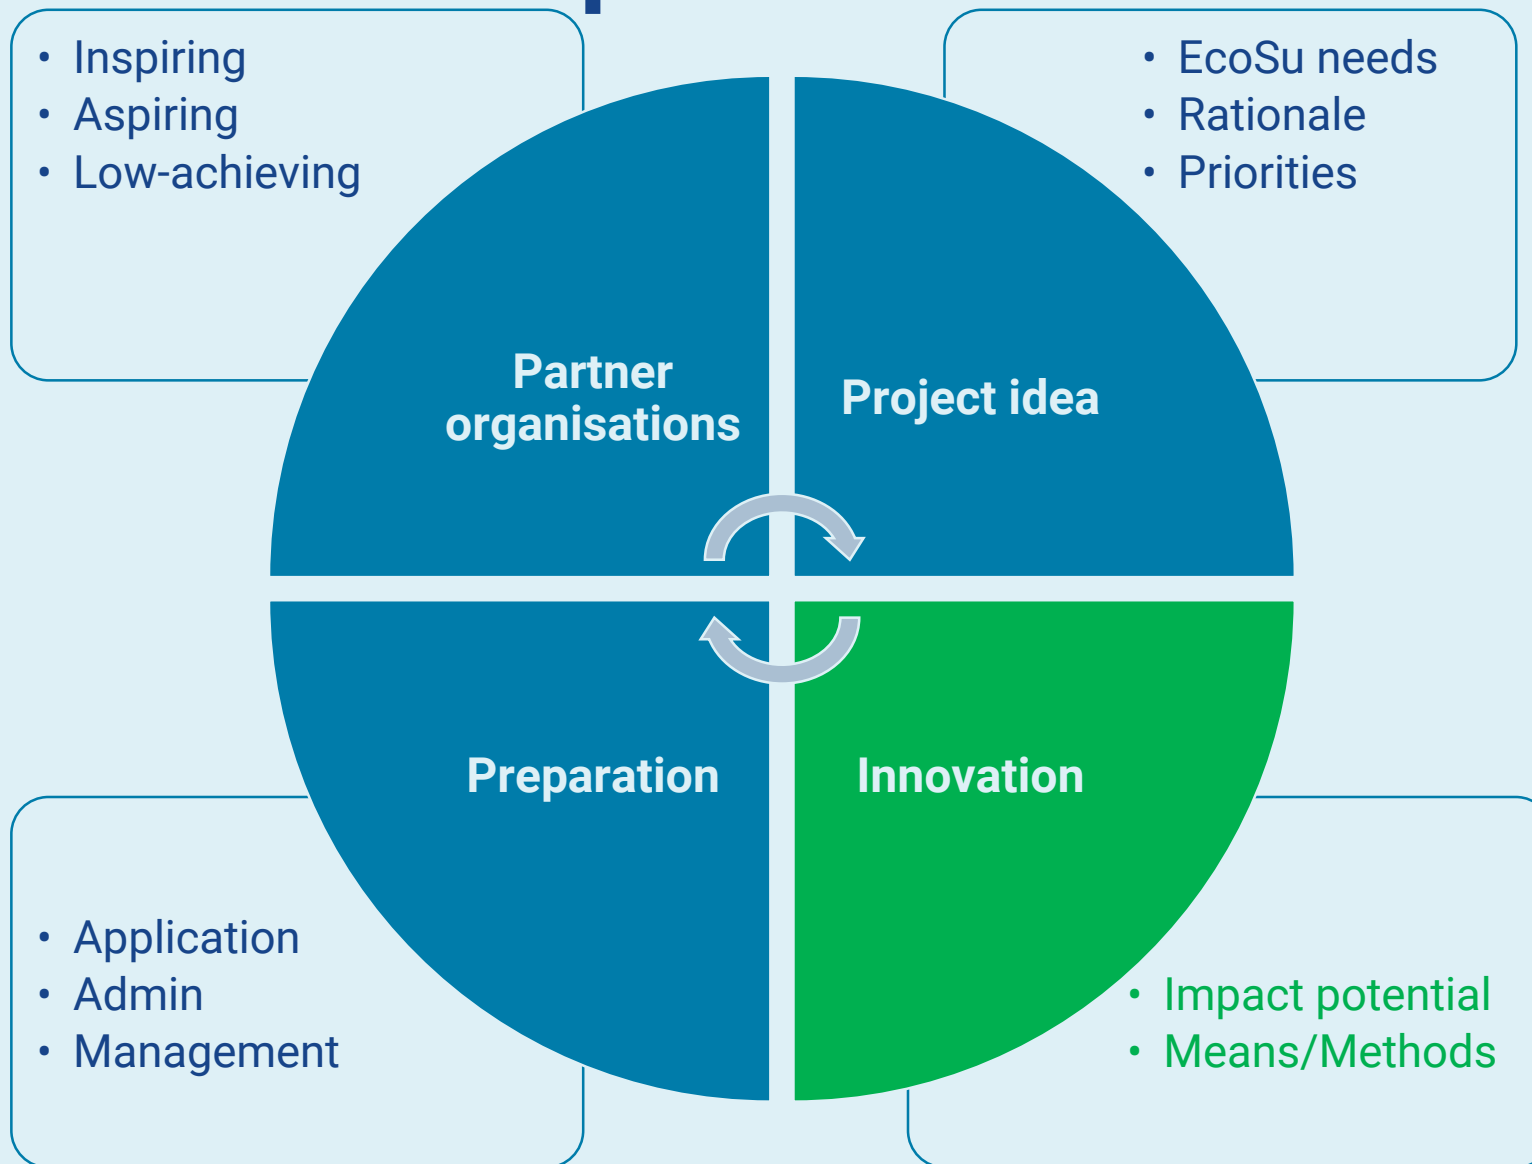 • Inspiring
• Aspiring
• Low-achieving
• EcoSu needs
• Rationale
• Priorities
Partner
organisations
Project idea
Preparation
Innovation
• Application
• Admin
• Management
• Impact potential
• Means/Methods